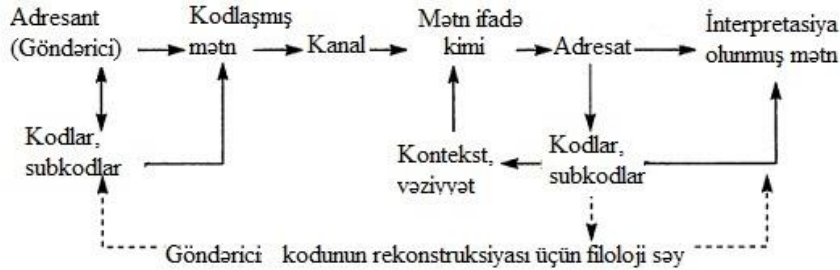 Adresant
(Göndərici)
Kodlaşmış
mətn
Kanal
Mətn ifadə
kimi
Adresat
İnterpretasiya
olunmuş mətn
Kodlar,
subkodlar
Kontekst,
vəziyyət
Kodlar,
subkodlar
Göndərici kodunun rekonstruksiyası üçün filoloji səy